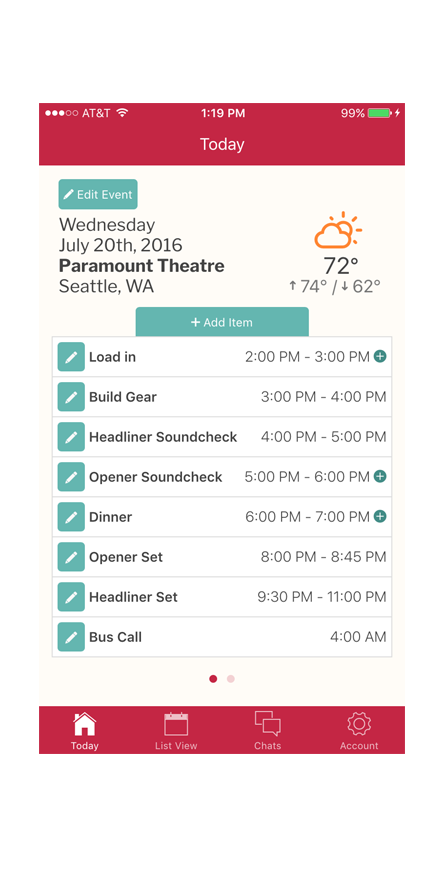 AT&T 1:19 PM 99%
Today
Edit Event
Wednesday
July 20th, 2016
Paramount Theatre
Seattle, WA
72°
↑ 74° / ↓ 62°
+ Add Item
Load in 2:00 PM - 3:00 PM
Build Gear 3:00 PM - 4:00 PM
Headliner Soundcheck 4:00 PM - 5:00 PM
Opener Soundcheck 5:00 PM - 6:00 PM
Dinner 6:00 PM - 7:00 PM
Opener Set 8:00 PM - 8:45 PM
Headliner Set 9:30 PM - 11:00 PM
Bus Call 4:00 AM
Today List View Chats Account